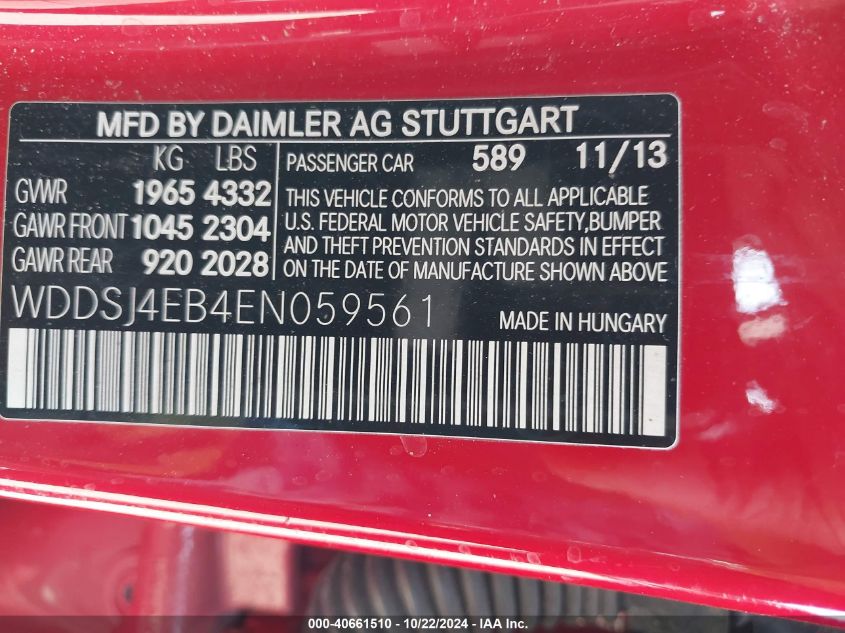 MFD BY DAIMLER AG STUTTGART
KG LBS PASSENGER CAR 589 11/13
GVWR 1965 4332 THIS VEHICLE CONFORMS TO ALL APPLICABLE
GAWR FRONT 1045 2304 U.S. FEDERAL MOTOR VEHICLE SAFETY,BUMPER
GAWR REAR 920 2028 AND THEFT PREVENTION STANDARDS IN EFFECT
ON THE DATE OF MANUFACTURE SHOWN ABOVE
WDDSJ4EB4EN059561 MADE IN HUNGARY
000-40661510 - 10/22/2024 - IAA Inc.